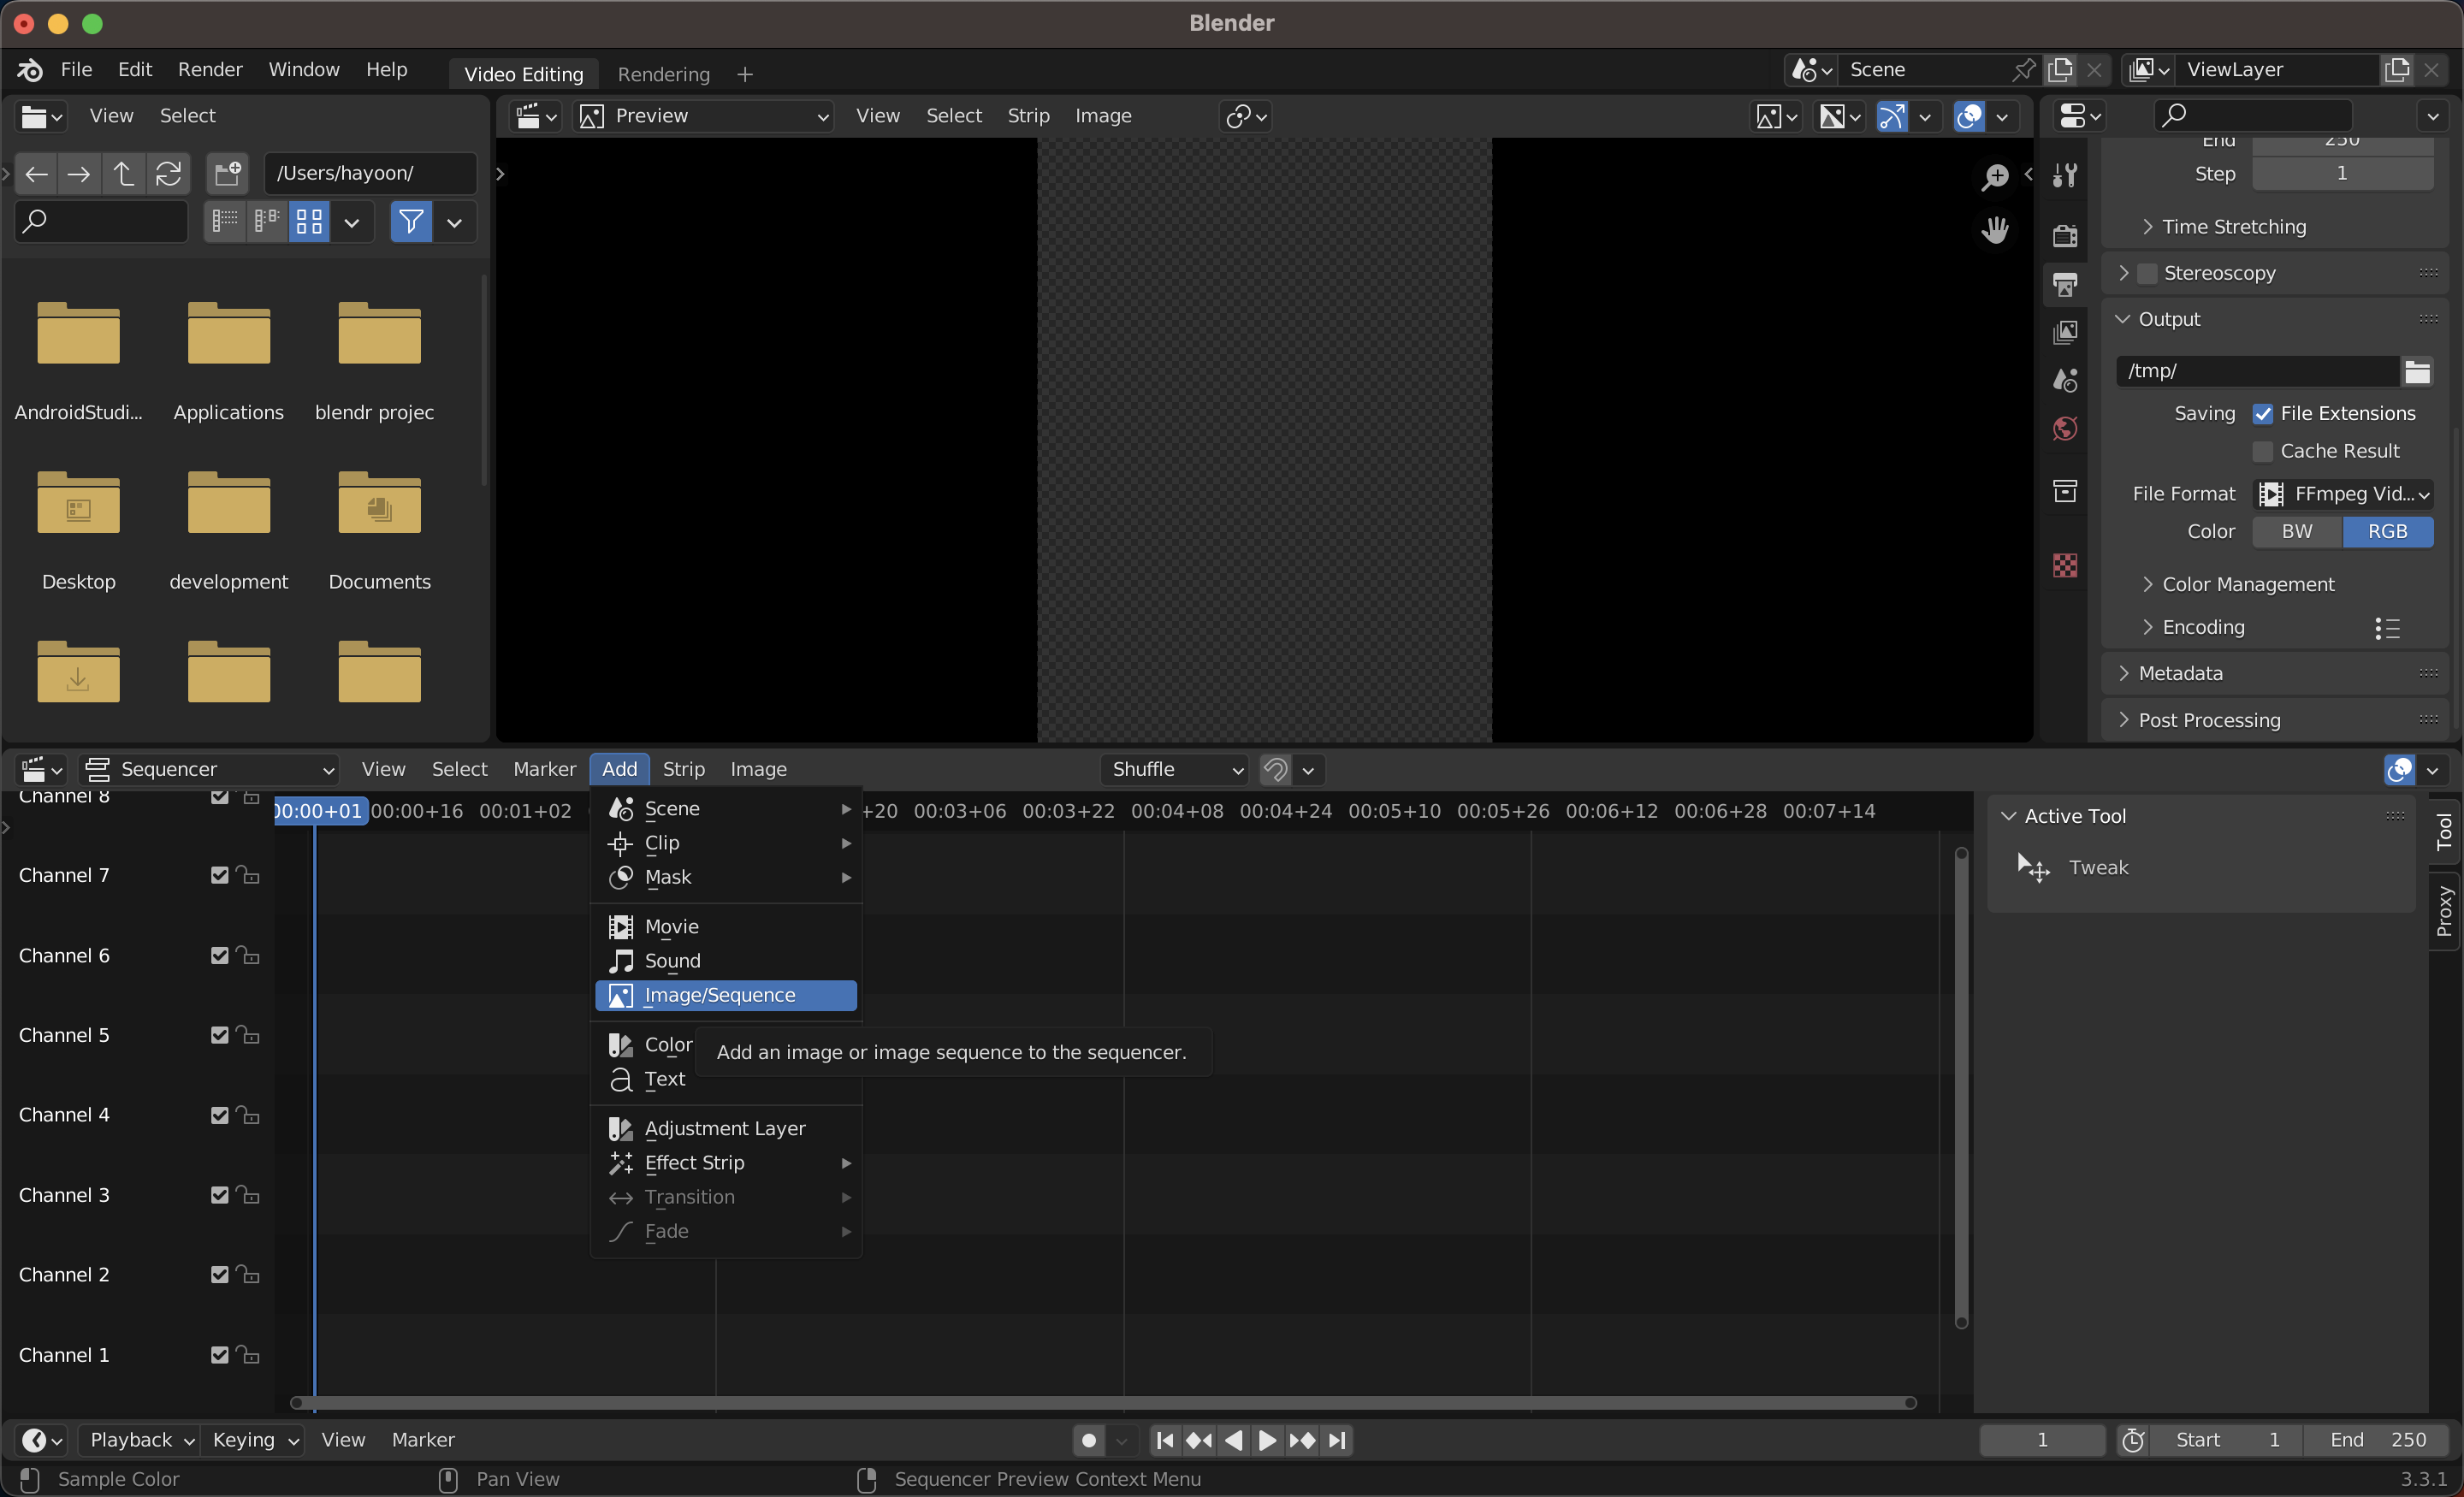 Blender
File Edit Render Window Help Video Editing Rendering + Scene ViewLayer
View Select
Preview View Select Strip Image
/Users/hayoon/
AndroidStudi... Applications blendr projec
Desktop development Documents
End 250
Step 1
Time Stretching
Stereoscopy
Output
/tmp/
Saving File Extensions
Cache Result
File Format FFmpeg Vid...
Color BW RGB
Color Management
Encoding
Metadata
Post Processing
Sequencer View Select Marker Add Strip Image Shuffle
00:00+01 00:00+16 00:01+02 +20 00:03+06 00:03+22 00:04+08 00:04+24 00:05+10 00:05+26 00:06+12 00:06+28 00:07+14
Channel 8
Channel 7
Channel 6
Channel 5
Channel 4
Channel 3
Channel 2
Channel 1
Scene
Clip
Mask
Movie
Sound
Image/Sequence
Color
Text
Add an image or image sequence to the sequencer.
Adjustment Layer
Effect Strip
Transition
Fade
Active Tool
Tweak
Tool
Proxy
Playback Keying View Marker 1 Start 1 End 250
Sample Color Pan View Sequencer Preview Context Menu 3.3.1